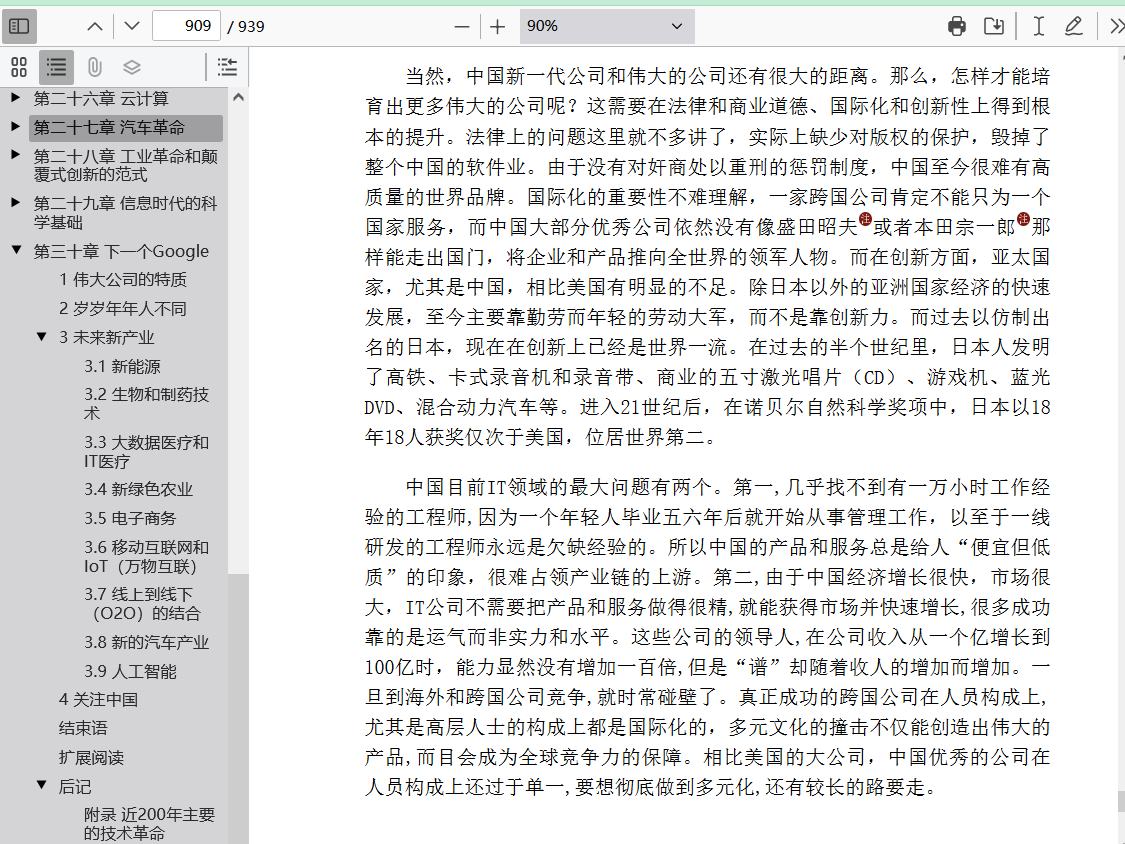 909 / 939
90%
第二十六章 云计算
第二十七章 汽车革命
第二十八章 工业革命和颠
覆式创新的范式
第二十九章 信息时代的科
学基础
第三十章 下一个Google
1 伟大公司的特质
2 岁岁年年人不同
3 未来新产业
3.1 新能源
3.2 生物和制药技
术
3.3 大数据医疗和
IT医疗
3.4 新绿色农业
3.5 电子商务
3.6 移动互联网和
IoT（万物互联）
3.7 线上到线下
（O2O）的结合
3.8 新的汽车产业
3.9 人工智能
4 关注中国
结束语
扩展阅读
后记
附录 近200年主要
的技术革命
当然，中国新一代公司和伟大的公司还有很大的距离。那么，怎样才能培
育出更多伟大的公司呢？这需要在法律和商业道德、国际化和创新性上得到根
本的提升。法律上的问题这里就不多讲了，实际上缺少对版权的保护，毁掉了
整个中国的软件业。由于没有对奸商处以重刑的惩罚制度，中国至今很难有高
质量的世界品牌。国际化的重要性不难理解，一家跨国公司肯定不能只为一个
国家服务，而中国大部分优秀公司依然没有像盛田昭夫注或者本田宗一郎注那
样能走出国门，将企业和产品推向全世界的领军人物。而在创新方面，亚太国
家，尤其是中国，相比美国有明显的不足。除日本以外的亚洲国家经济的快速
发展，至今主要靠勤劳而年轻的劳动大军，而不是靠创新力。而过去以仿制出
名的日本，现在在创新上已经是世界一流。在过去的半个世纪里，日本人发明
了高铁、卡式录音机和录音带、商业的五寸激光唱片（CD）、游戏机、蓝光
DVD、混合动力汽车等。进入21世纪后，在诺贝尔自然科学奖项中，日本以18
年18人获奖仅次于美国，位居世界第二。
中国目前IT领域的最大问题有两个。第一,几乎找不到有一万小时工作经
验的工程师,因为一个年轻人毕业五六年后就开始从事管理工作，以至于一线
研发的工程师永远是欠缺经验的。所以中国的产品和服务总是给人“便宜但低
质”的印象，很难占领产业链的上游。第二,由于中国经济增长很快，市场很
大，IT公司不需要把产品和服务做得很精,就能获得市场并快速增长,很多成功
靠的是运气而非实力和水平。这些公司的领导人,在公司收入从一个亿增长到
100亿时，能力显然没有增加一百倍,但是“谱”却随着收人的增加而增加。一
旦到海外和跨国公司竞争,就时常碰壁了。真正成功的跨国公司在人员构成上,
尤其是高层人士的构成上都是国际化的，多元文化的撞击不仅能创造出伟大的
产品,而目会成为全球竞争力的保障。相比美国的大公司，中国优秀的公司在
人员构成上还过于单一,要想彻底做到多元化,还有较长的路要走。